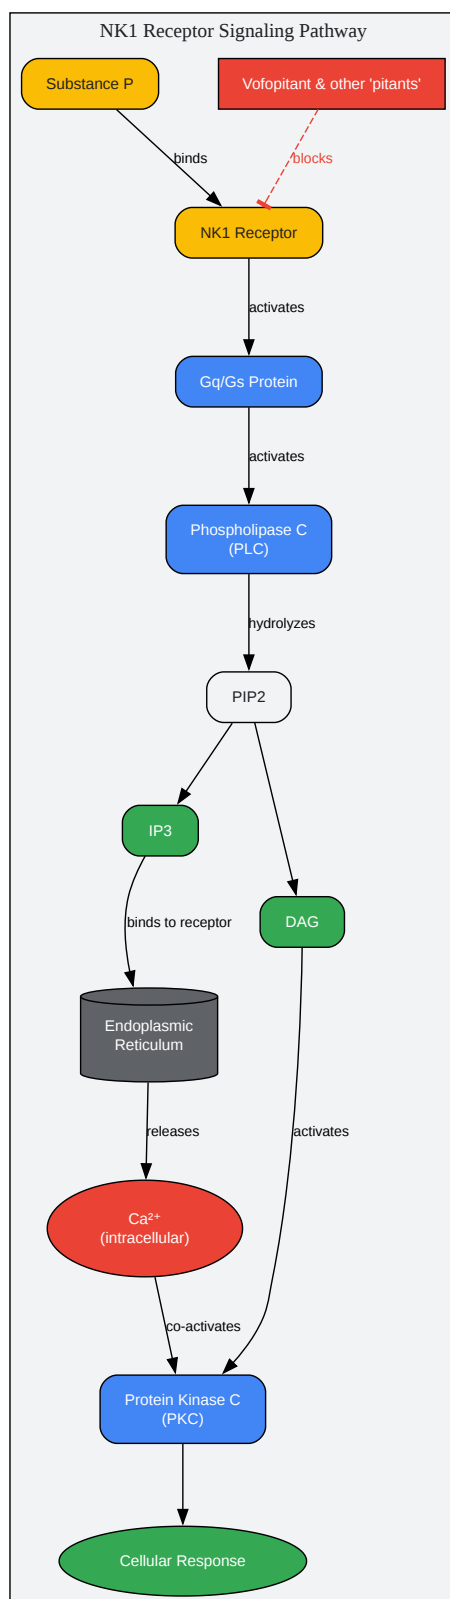 NK1 Receptor Signaling Pathway
Substance P
Vofopitant & other 'pitants'
binds
blocks
NK1 Receptor
activates
Gq/Gs Protein
activates
Phospholipase C
(PLC)
hydrolyzes
PIP2
IP3
binds to receptor
DAG
Endoplasmic
Reticulum
releases
activates
Ca²⁺
(intracellular)
co-activates
Protein Kinase C
(PKC)
Cellular Response